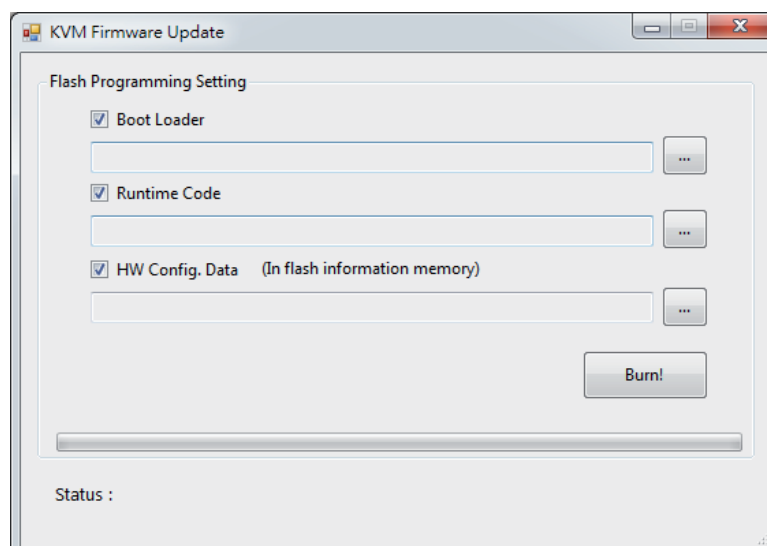 KVM Firmware Update
Flash Programming Setting
Boot Loader
...
Runtime Code
...
HW Config. Data (In flash information memory)
...
Burn!
Status :